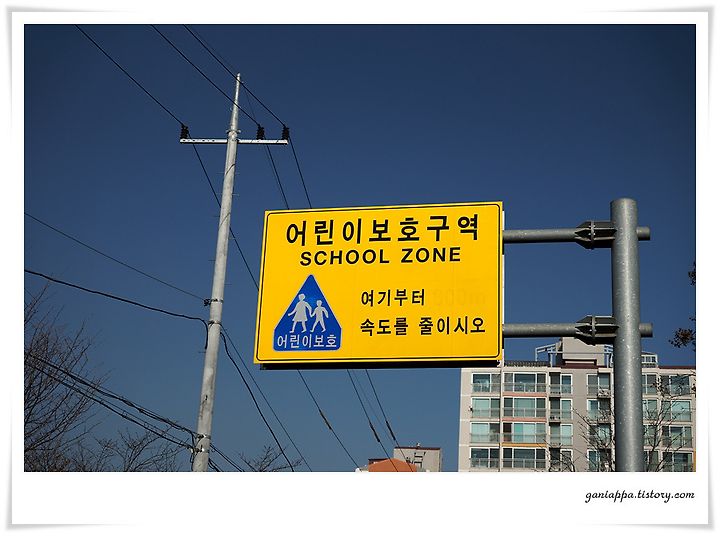 어린이보호구역
SCHOOL ZONE
여기부터
속도를 줄이시오
어린이보호
ganiappa.tistory.com